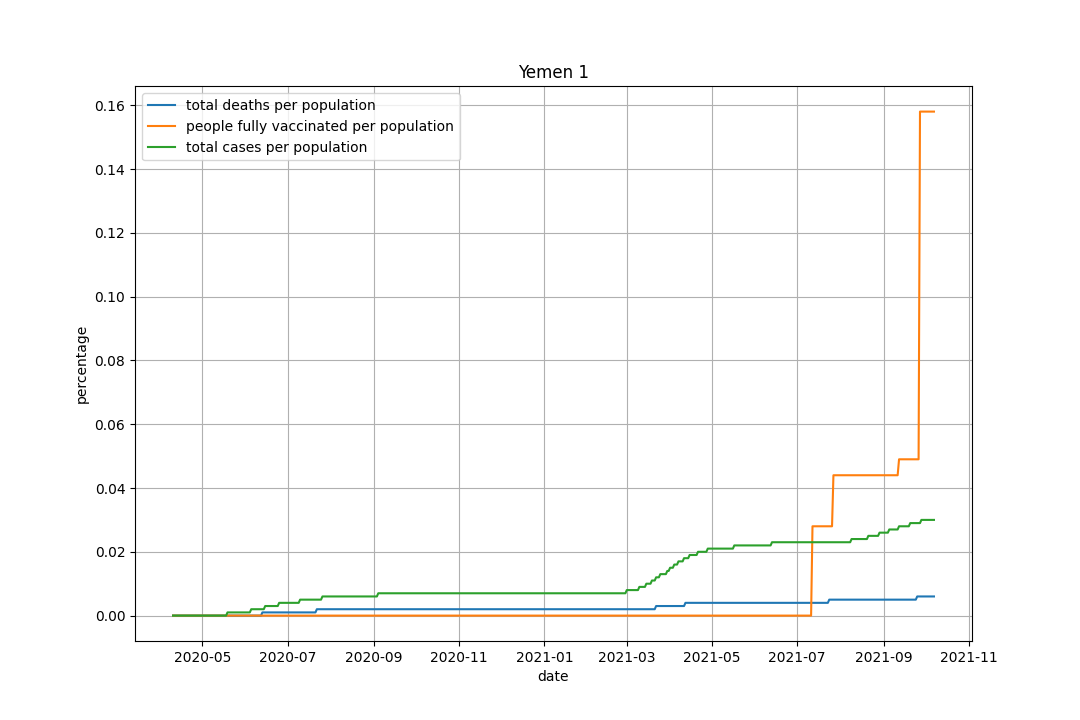 Yemen 1
total deaths per population
people fully vaccinated per population
total cases per population
percentage
0.16
0.14
0.12
0.10
0.08
0.06
0.04
0.02
0.00
2020-05 2020-07 2020-09 2020-11 2021-01 2021-03 2021-05 2021-07 2021-09 2021-11
date